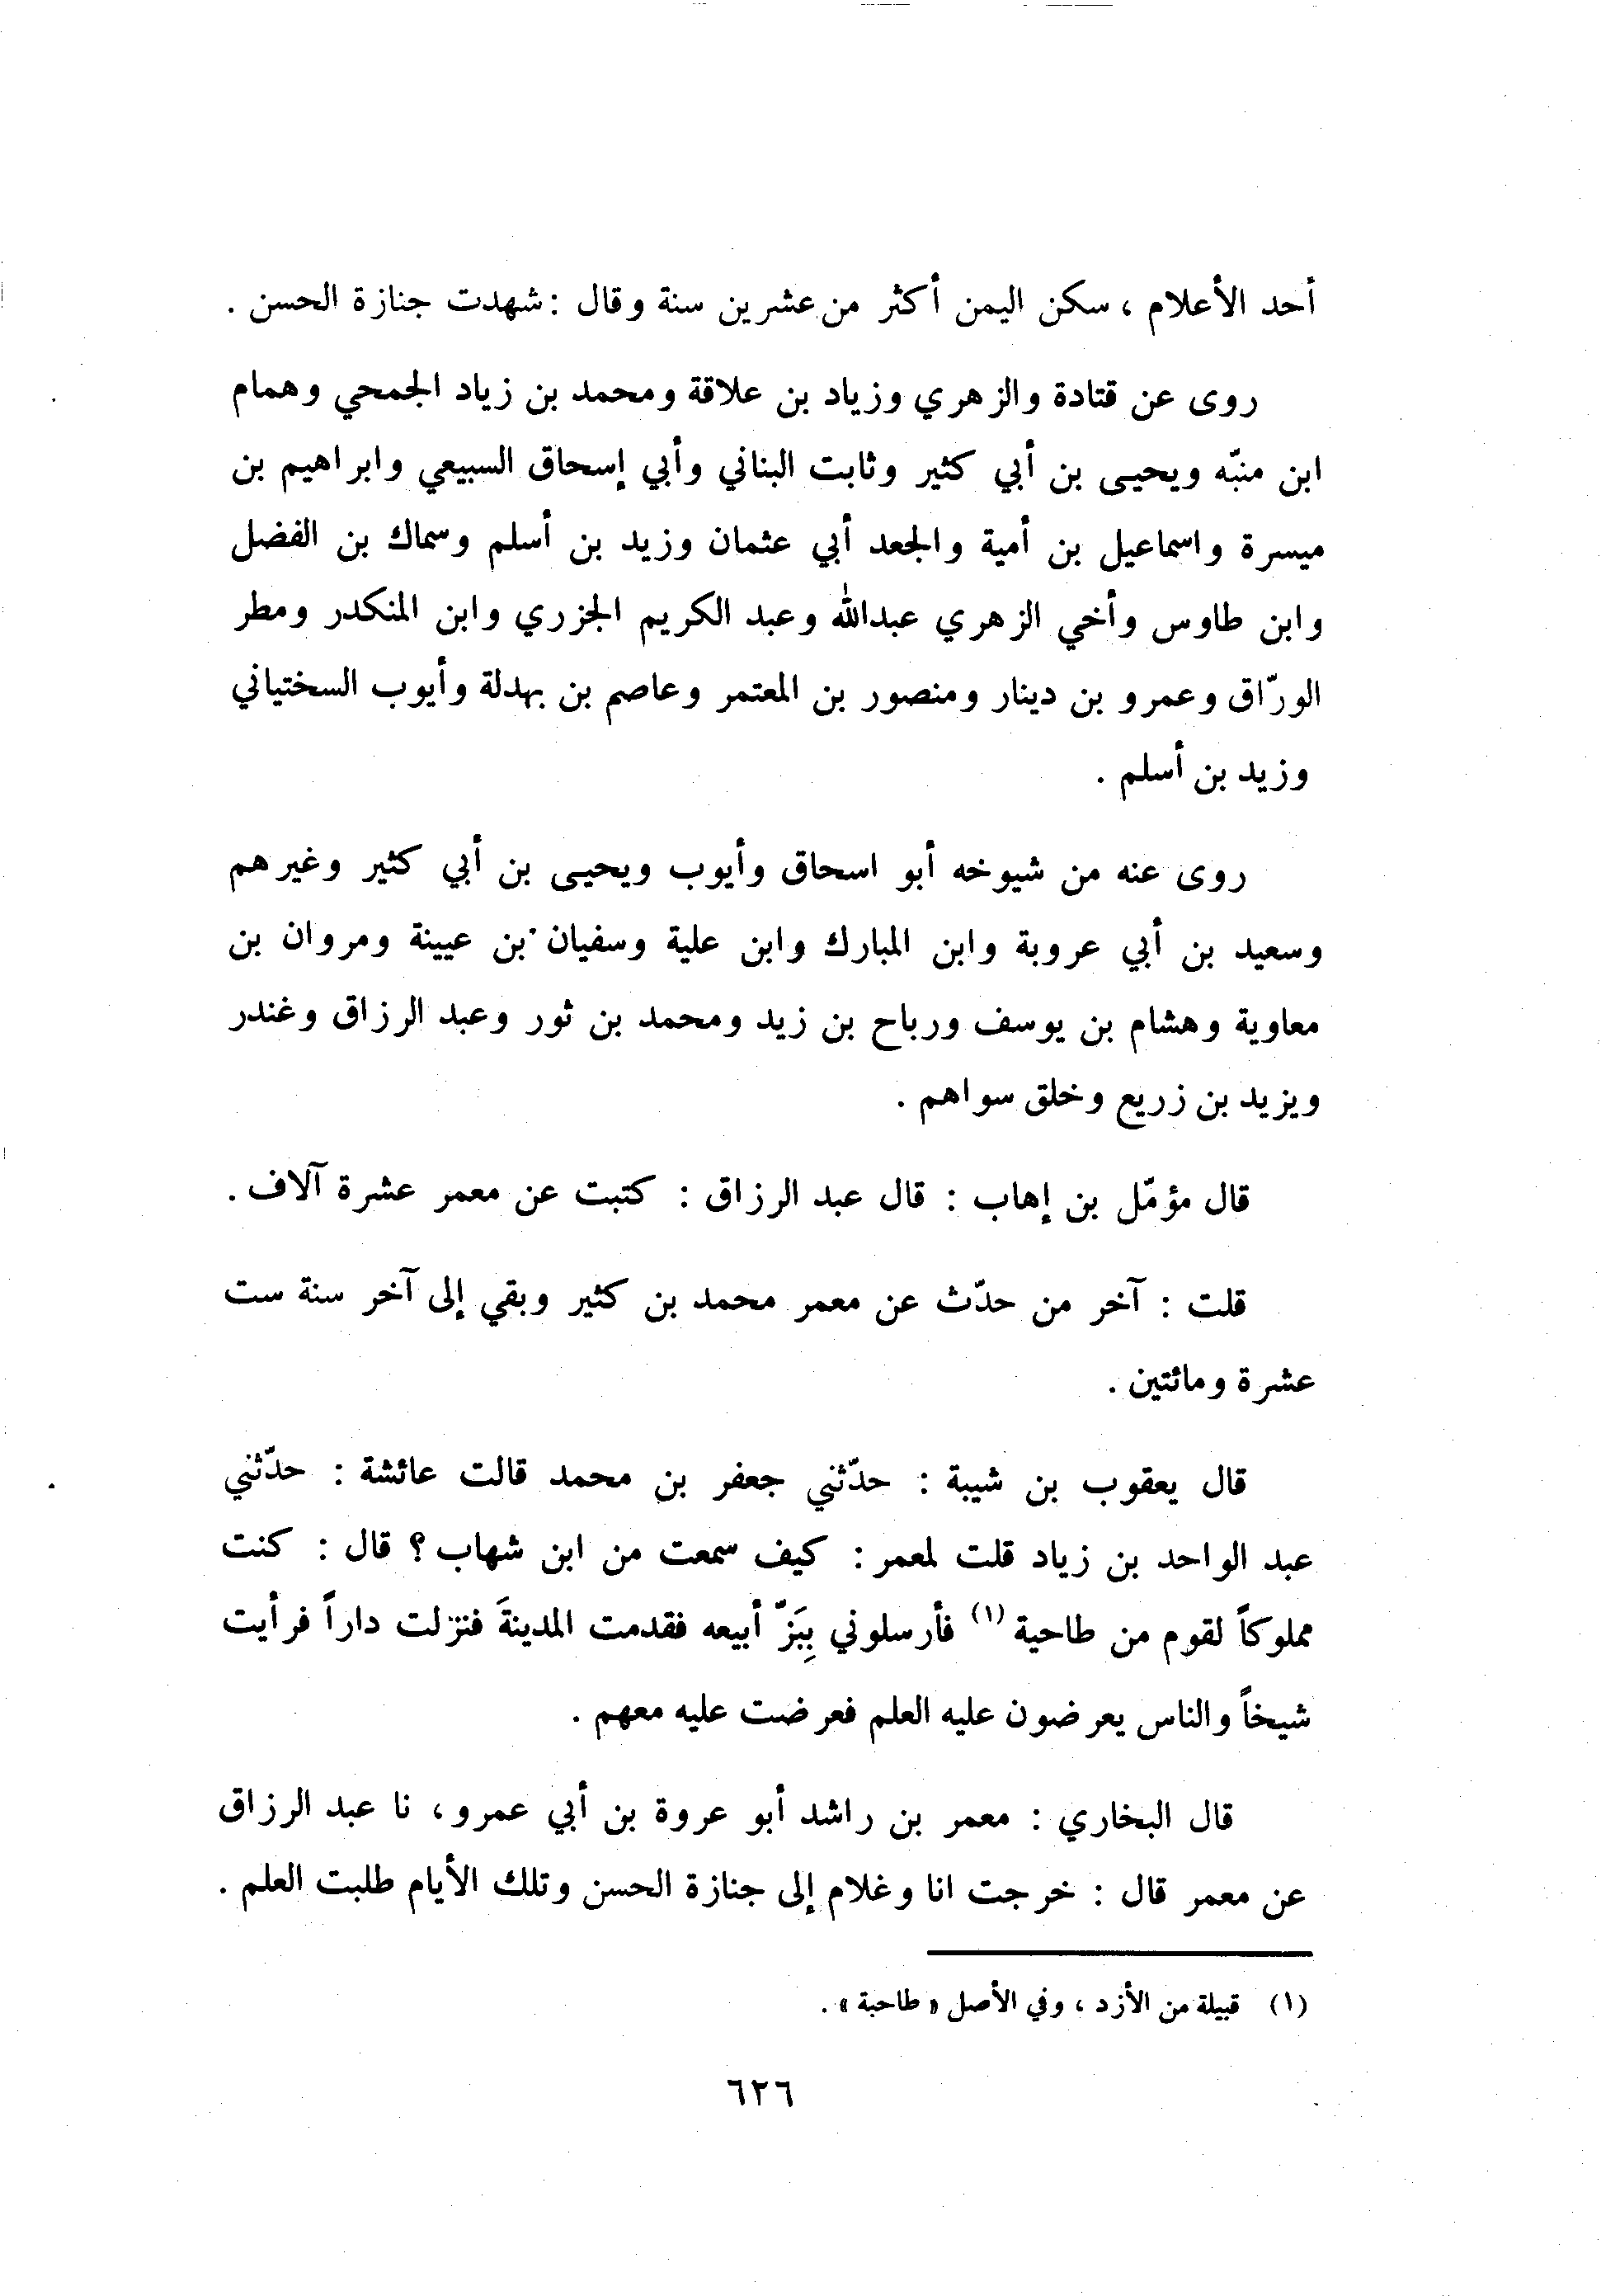 أحد الأعلام ، سكن اليمن أكثر من عشرين سنة وقال : شهدت جنازة الحسن .
روى عن قتادة والزهري وزياد بن علاقة ومحمد بن زياد الجمحي وهمام
ابن منبّه ويحيى بن أبي كثير وثابت البناني وأبي إسحاق السبيعي وابراهيم بن
ميسرة واسماعيل بن أمية والجعد أبي عثمان وزيد بن أسلم وسماك بن الفضل
وابن طاوس وأخي الزهري عبدالله وعبد الكريم الجزري وابن المنكدر ومطر
الورّاق وعمرو بن دينار ومنصور بن المعتمر وعاصم بن بهدلة وأيوب السختياني
وزيد بن أسلم .
روى عنه من شيوخه أبو اسحاق وأيوب ويحيى بن أبي كثير وغيرهم
وسعيد بن أبي عروبة وابن المبارك وابن علية وسفيان بن عيينة ومروان بن
معاوية وهشام بن يوسف ورباح بن زيد ومحمد بن ثور وعبد الرزاق وغندر
ويزيد بن زريع وخلق سواهم .
قال مؤمّل بن إهاب : قال عبد الرزاق : كتبت عن معمر عشرة آلاف .
قلت : آخر من حدّث عن معمر محمد بن كثير وبقي إلى آخر سنة ست
عشرة ومائتين .
قال يعقوب بن شيبة : حدّثني جعفر بن محمد قالت عائشة : حدّثني
عبد الواحد بن زياد قلت لمعمر : كيف سمعت من ابن شهاب ؟ قال : كنت
مملوكاً لقوم من طاحية (١) فأرسلوني بِبَزّ أبيعه فقدمت المدينةَ فنزلت داراً فرأيت
شيخاً والناس يعرضون عليه العلم فعرضت عليه معهم .
قال البخاري : معمر بن راشد أبو عروة بن أبي عمرو ، نا عبد الرزاق
عن معمر قال : خرجت انا وغلام إلى جنازة الحسن وتلك الأيام طلبت العلم .
(١) قبيلة من الأزد ، وفي الأصل « طاحبة » .
٦٢٦